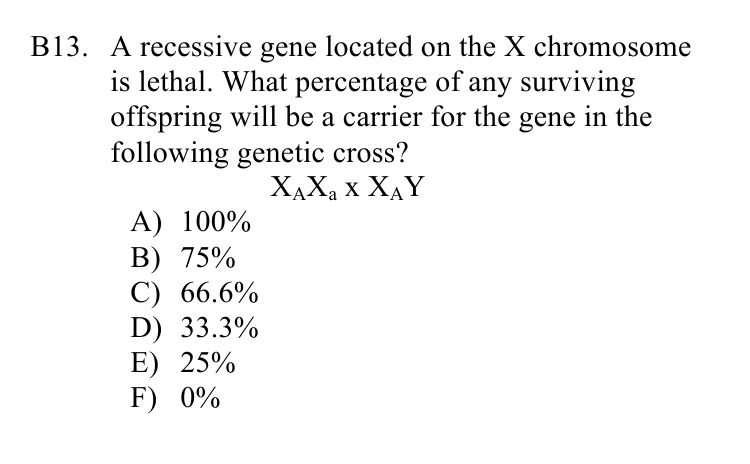 B13. A recessive gene located on the X chromosome
is lethal. What percentage of any surviving
offspring will be a carrier for the gene in the
following genetic cross?
X_AX_a x X_AY
A) 100%
B) 75%
C) 66.6%
D) 33.3%
E) 25%
F) 0%